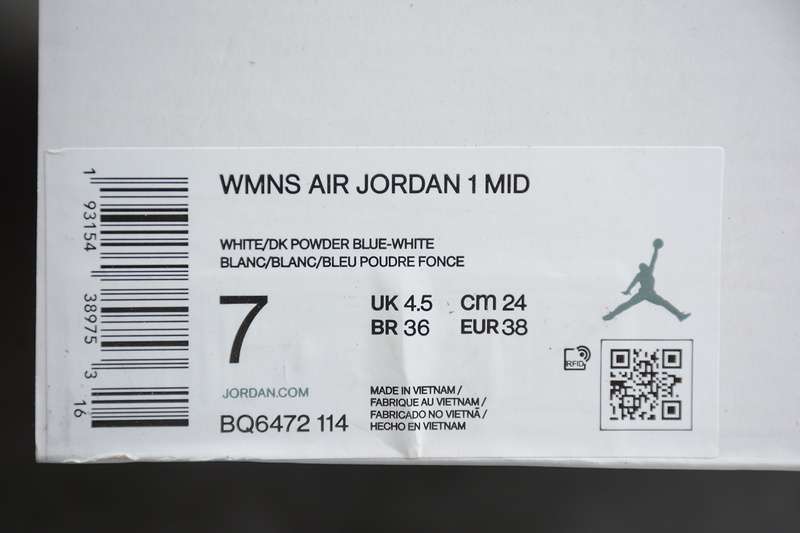 WMNS AIR JORDAN 1 MID
WHITE/DK POWDER BLUE-WHITE
BLANC/BLANC/BLEU POUDRE FONCE
7
UK 4.5 cm 24
BR 36 EUR 38
JORDAN.COM
BQ6472 114
MADE IN VIETNAM /
FABRIQUE AU VIETNAM /
FABRICADO NO VIETNÃ /
HECHO EN VIETNAM
RFID
1 93154 38975 3
16